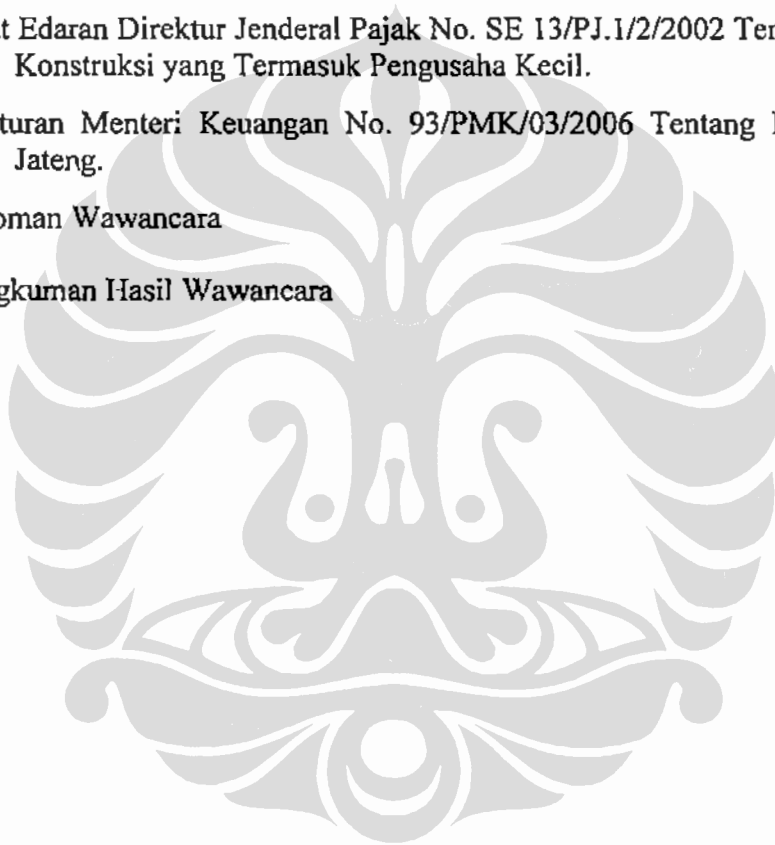 t Edaran Direktur Jenderal Pajak No. SE 13/PJ.1/2/2002 Ten
Konstruksi yang Termasuk Pengusaha Kecil.
turan Menteri Keuangan No. 93/PMK/03/2006 Tentang
Jateng.
oman Wawancara
gkuman Hasil Wawancara